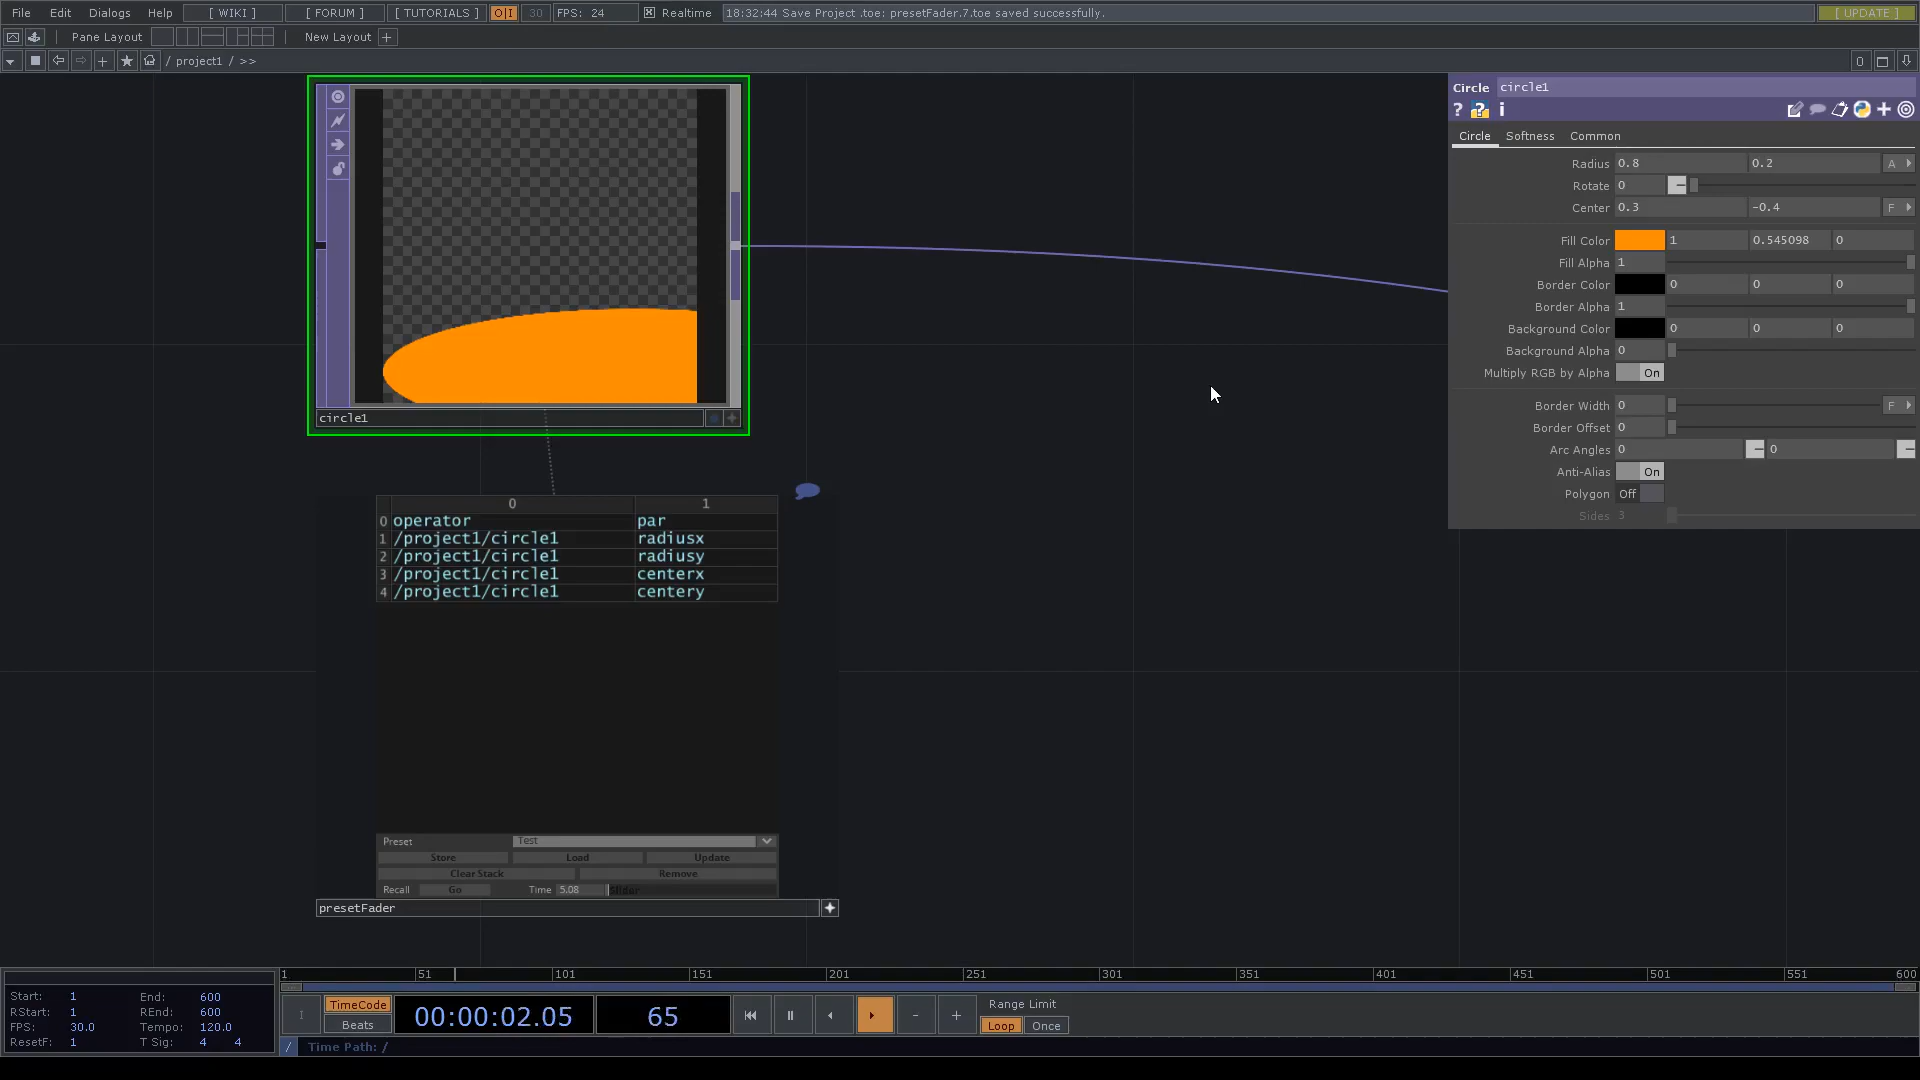 File Edit Dialogs Help [ WIKI ] [ FORUM ] [ TUTORIALS ] O|I 30 FPS: 24 Realtime 18:32:44 Save Project .toe: presetFader.7.toe saved successfully. [ UPDATE ]
Pane Layout New Layout +
/ project1 / >> 0
Circle circle1
? ? i
Circle Softness Common
Radius 0.8 0.2 A
Rotate 0
Center 0.3 -0.4 F
Fill Color 1 0.545098 0
Fill Alpha 1
Border Color 0 0 0
Border Alpha 1
Background Color 0 0 0
Background Alpha 0
Multiply RGB by Alpha On
Border Width 0 F
Border Offset 0
Arc Angles 0 0
Anti-Alias On
Polygon Off
Sides 3
circle1
0 1
0 operator par
1 /project1/circle1 radiusx
2 /project1/circle1 radiusy
3 /project1/circle1 centerx
4 /project1/circle1 centery
Preset Test
Store Load Update
Clear Stack Remove
Recall Go Time 5.08 Slider
presetFader
1 51 101 151 201 251 301 351 401 451 501 551 600
Start: 1 End: 600
RStart: 1 REnd: 600
FPS: 30.0 Tempo: 120.0
ResetF: 1 T Sig: 4 4
TimeCode
Beats
00:00:02.05 65
Range Limit
Loop Once
/ Time Path: /